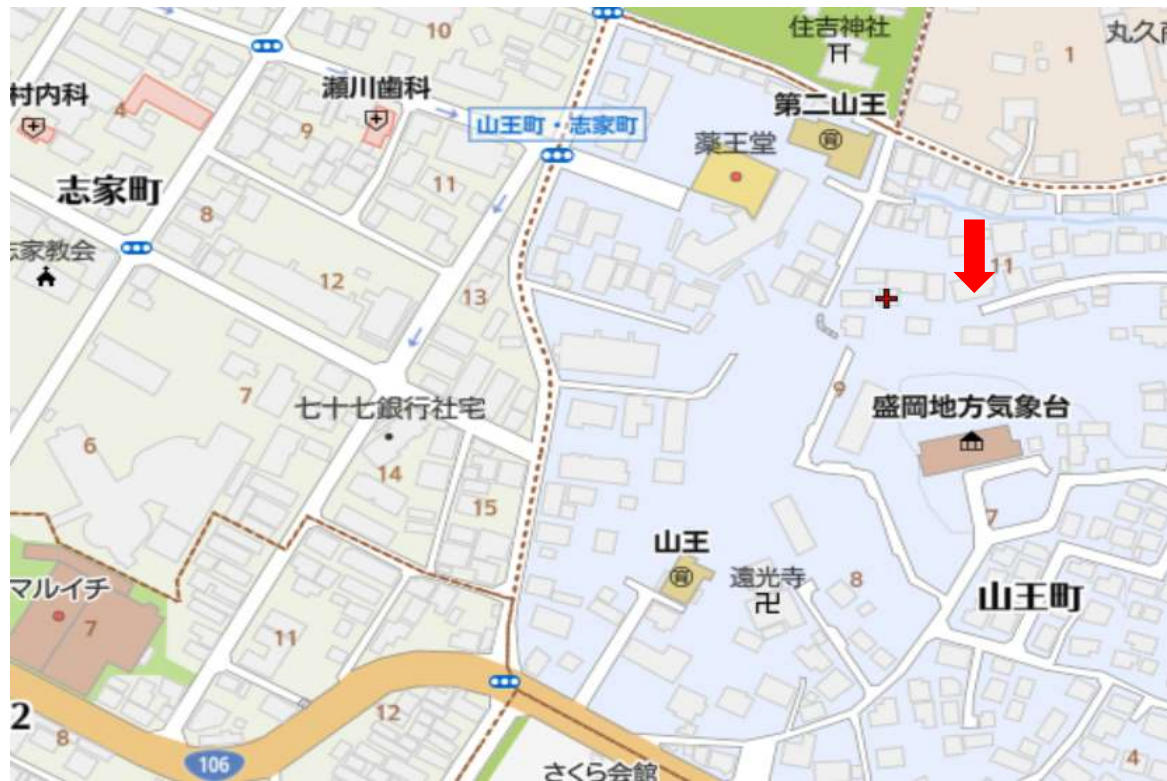 10
住吉神社
丸久
1
村内科
4
瀬川歯科
9
山王町・志家町
第二山王
薬王堂
11
志家町
8
家教会
12
13
11
9
7
七十七銀行社宅
盛岡地方気象台
6
14
15
7
山王
遠光寺
8
山王町
マルイチ
7
11
2
8
12
106
さくら会館
4